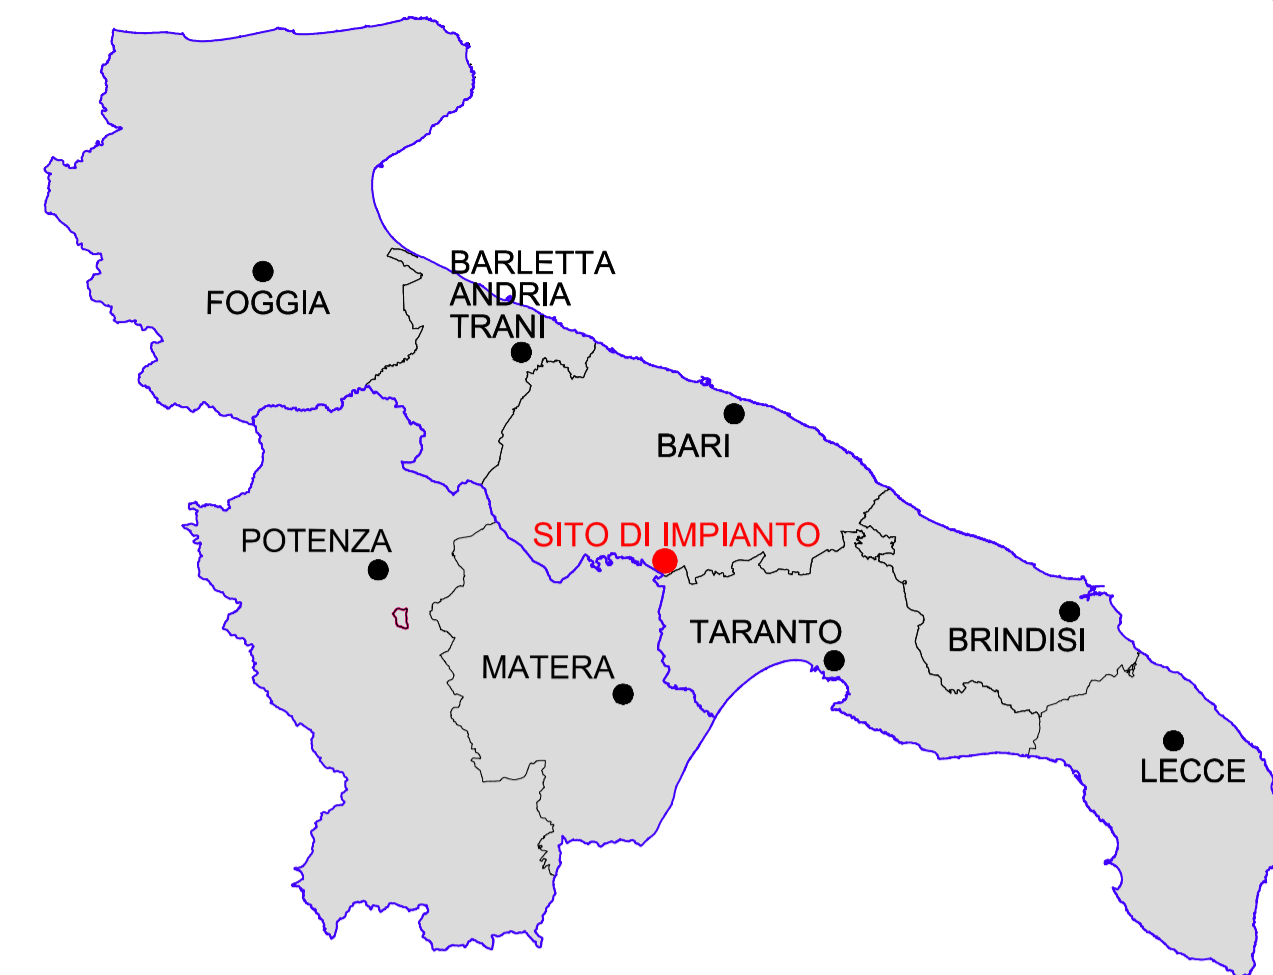 BARLETTA
ANDRIA
TRANI
FOGGIA
BARI
SITO DI IMPIANTO
POTENZA
TARANTO
BRINDISI
MATERA
LECCE